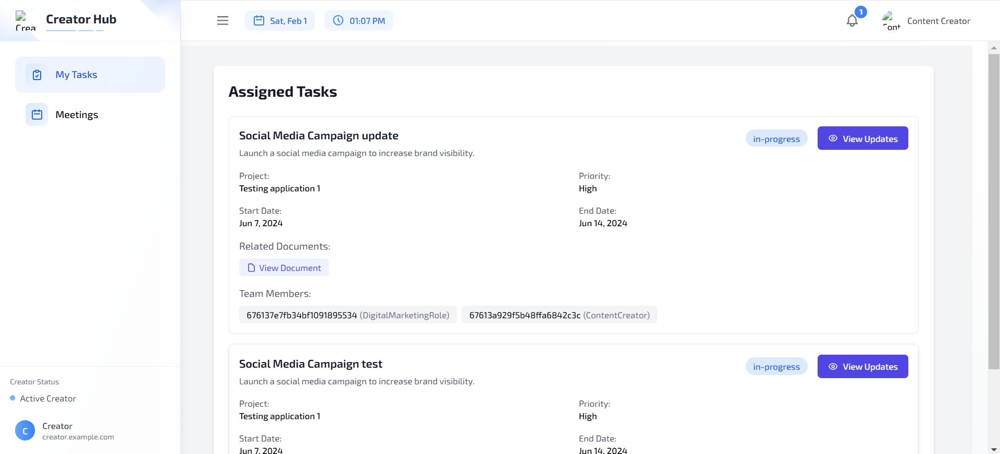 Crea
Creator Hub
Sat, Feb 1
01:07 PM
1
Cont
Content Creator
My Tasks
Meetings
Creator Status
Active Creator
C
Creator
creator.example.com
Assigned Tasks
Social Media Campaign update
in-progress
View Updates
Launch a social media campaign to increase brand visibility.
Project:
Testing application 1
Priority:
High
Start Date:
Jun 7, 2024
End Date:
Jun 14, 2024
Related Documents:
View Document
Team Members:
676137e7fb34bf1091895534 (DigitalMarketingRole)
67613a929f5b48ffa6842c3c (ContentCreator)
Social Media Campaign test
in-progress
View Updates
Launch a social media campaign to increase brand visibility.
Project:
Testing application 1
Priority:
High
Start Date:
Jun 7, 2024
End Date:
Jun 14, 2024